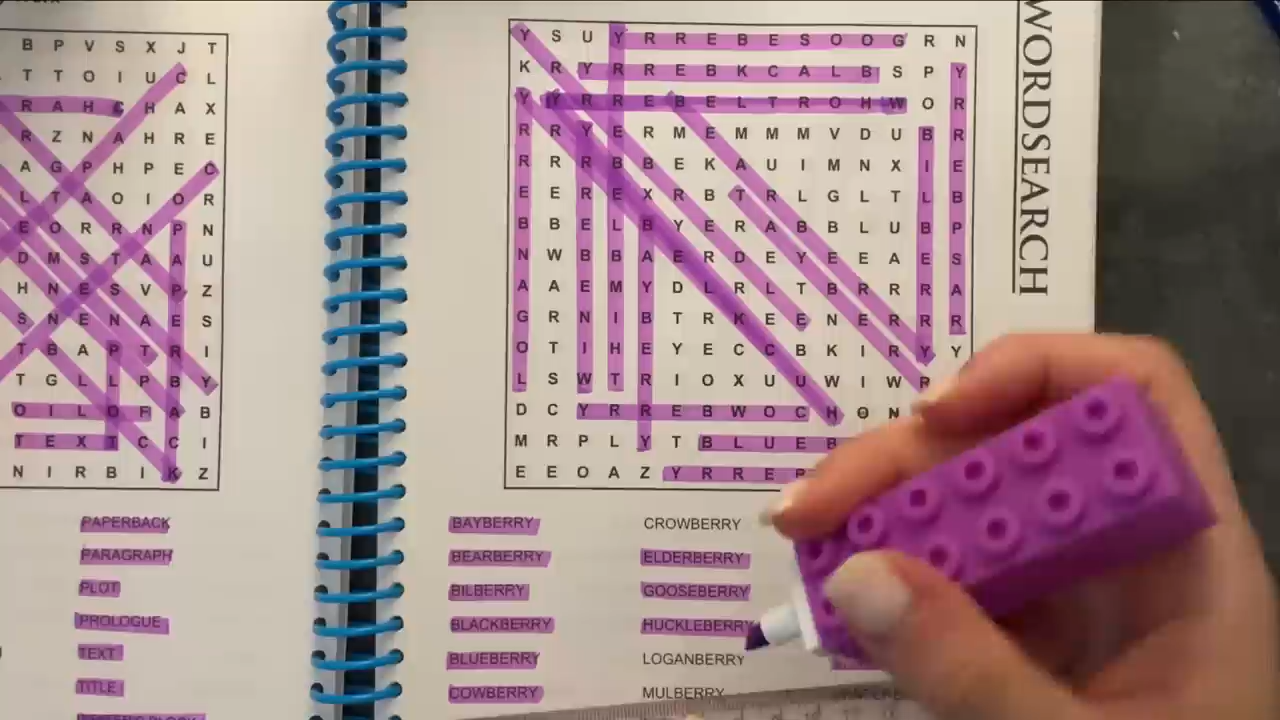 B P V S X J T
T T O I U C L
R A H C H A X
R Z N A H R E
A G P H P E C
L T A O I O R
E O R R N P N
D M S T A A U
H N E S V P Z
S N E N A E S
T B A P T R I
T G L L P B Y
O I L O F A B
T E X T C C I
N I R B I K Z
PAPERBACK
PARAGRAPH
PLOT
PROLOGUE
TEXT
TITLE
WORDSEARCH
Y S U Y R R E B E S O O G R N
K R Y R R E B K C A L B S P Y
Y Y R R E B E L T R O H W O R
R R Y E R M E M M M V D U B R
R R R B B E K A U I M N X I E
E E R E X R B T R L G L T L B
B B E L B Y E R A B B L U B P
N W B B A E R D E Y E E A E S
A A E M Y D L R L T B R R R A
G R N I B T R K E E N E R R R
O T I H E Y E C C B K I R Y Y
L S W T R I O X U U W I W R
D C Y R R E B W O C H O N
M R P L Y T B L U E B
E E O A Z Y R R E
BAYBERRY
BEARBERRY
BILBERRY
BLACKBERRY
BLUEBERRY
COWBERRY
CROWBERRY
ELDERBERRY
GOOSEBERRY
HUCKLEBERRY
LOGANBERRY
MULBERRY